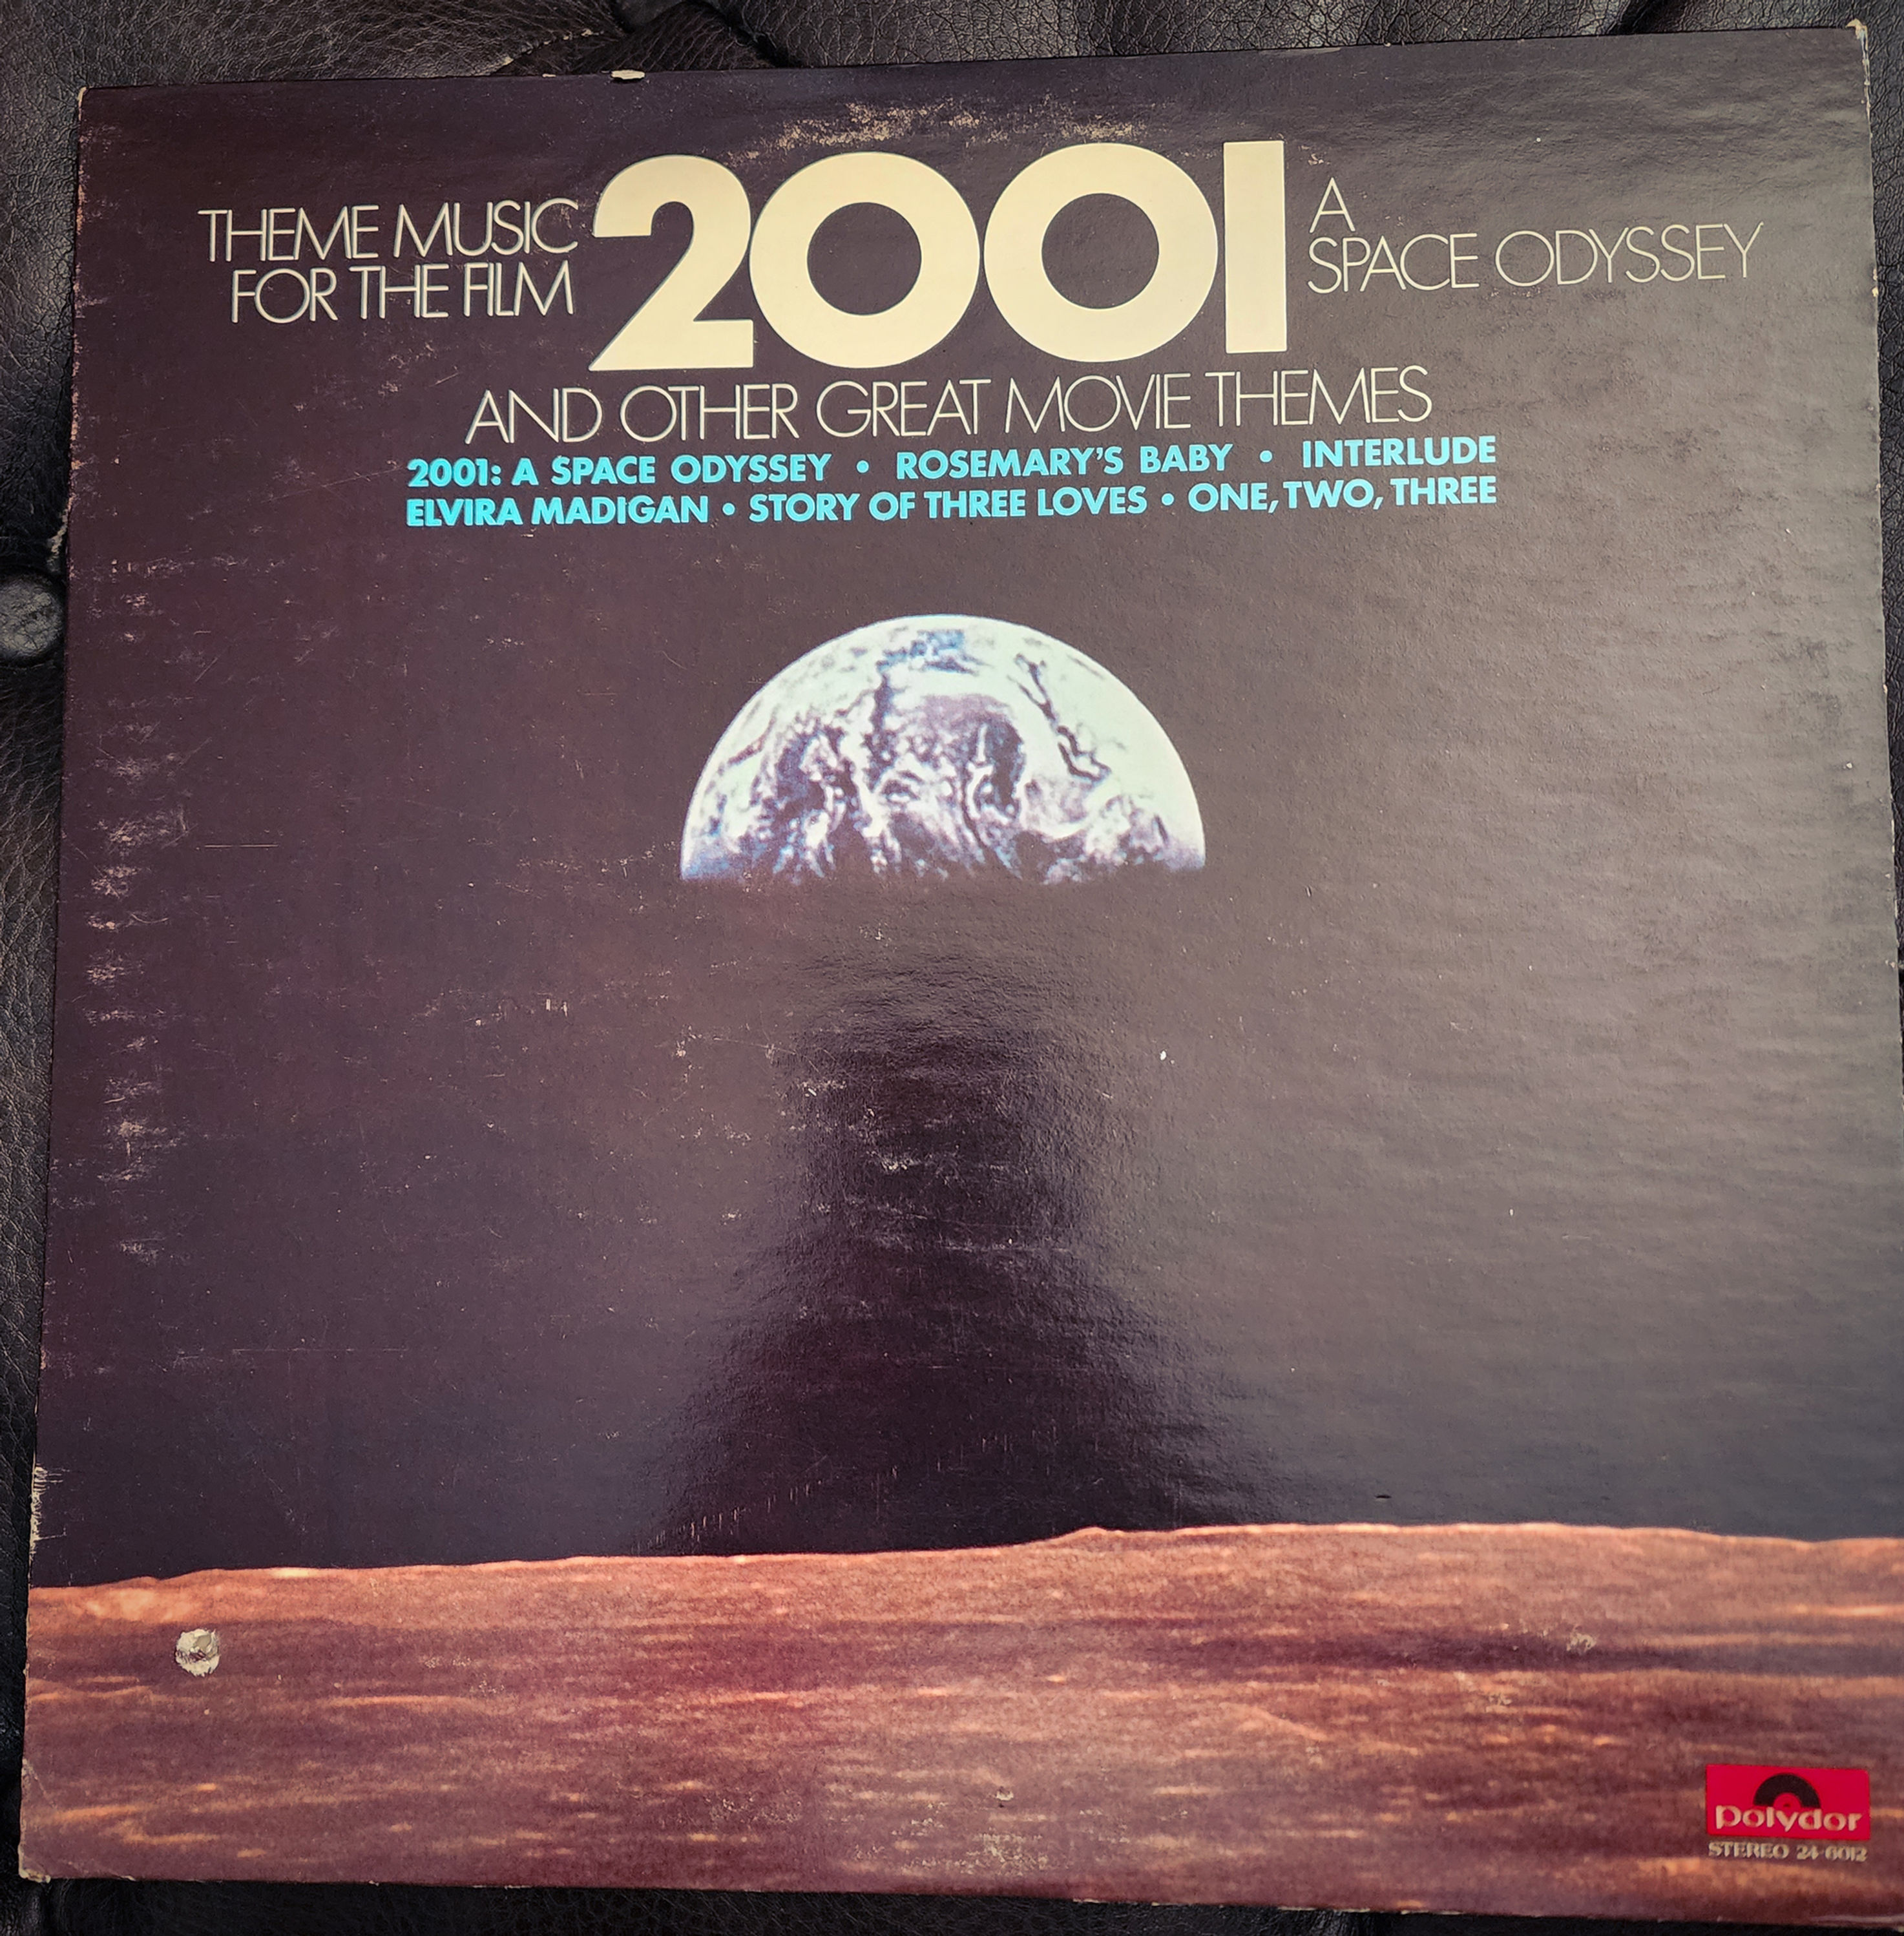 THEME MUSIC
FOR THE FILM
2001
A
SPACE ODYSSEY
AND OTHER GREAT MOVIE THEMES
2001: A SPACE ODYSSEY • ROSEMARY'S BABY • INTERLUDE
ELVIRA MADIGAN • STORY OF THREE LOVES • ONE, TWO, THREE
polydor
STEREO 24-6012